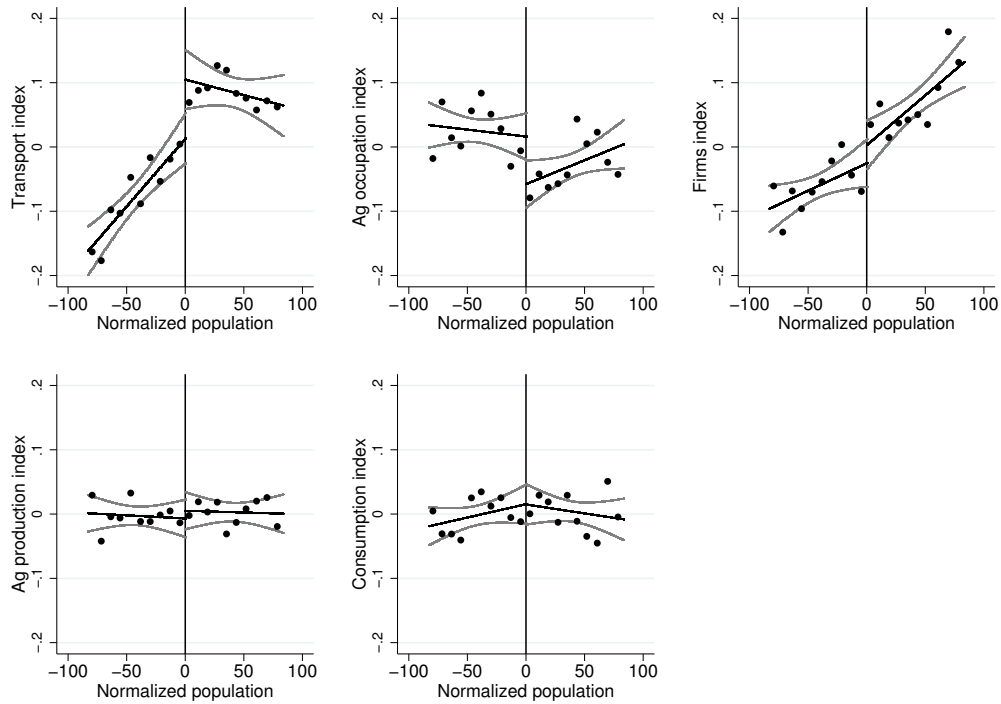 .2
.1
0
−.1
−.2
Transport index
−100 −50 0 50 100
Normalized population
.2
.1
0
−.1
−.2
Ag occupation index
−100 −50 0 50 100
Normalized population
.2
.1
0
−.1
−.2
Firms index
−100 −50 0 50 100
Normalized population
.2
.1
0
−.1
−.2
Ag production index
−100 −50 0 50 100
Normalized population
.2
.1
0
−.1
−.2
Consumption index
−100 −50 0 50 100
Normalized population